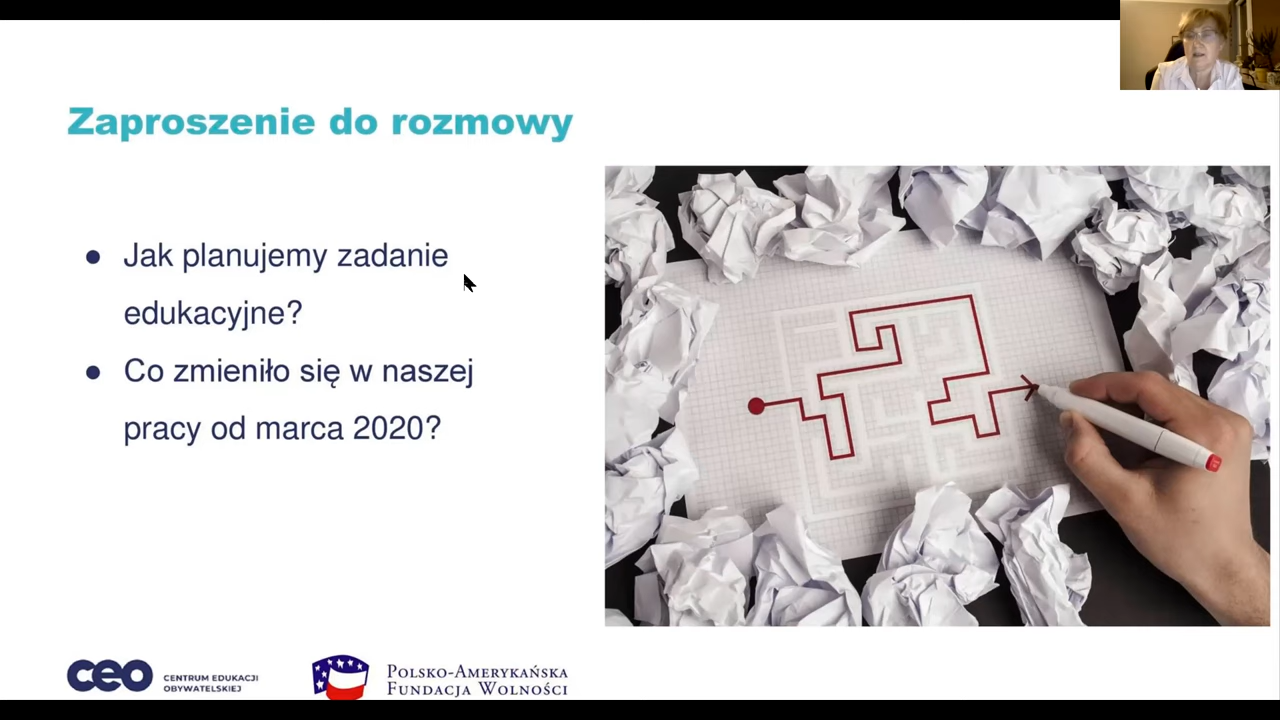 Zaproszenie do rozmowy
● Jak planujemy zadanie
edukacyjne?
● Co zmieniło się w naszej
pracy od marca 2020?
ceo CENTRUM EDUKACJI
OBYWATELSKIEJ
Polsko-Amerykańska
Fundacja Wolności